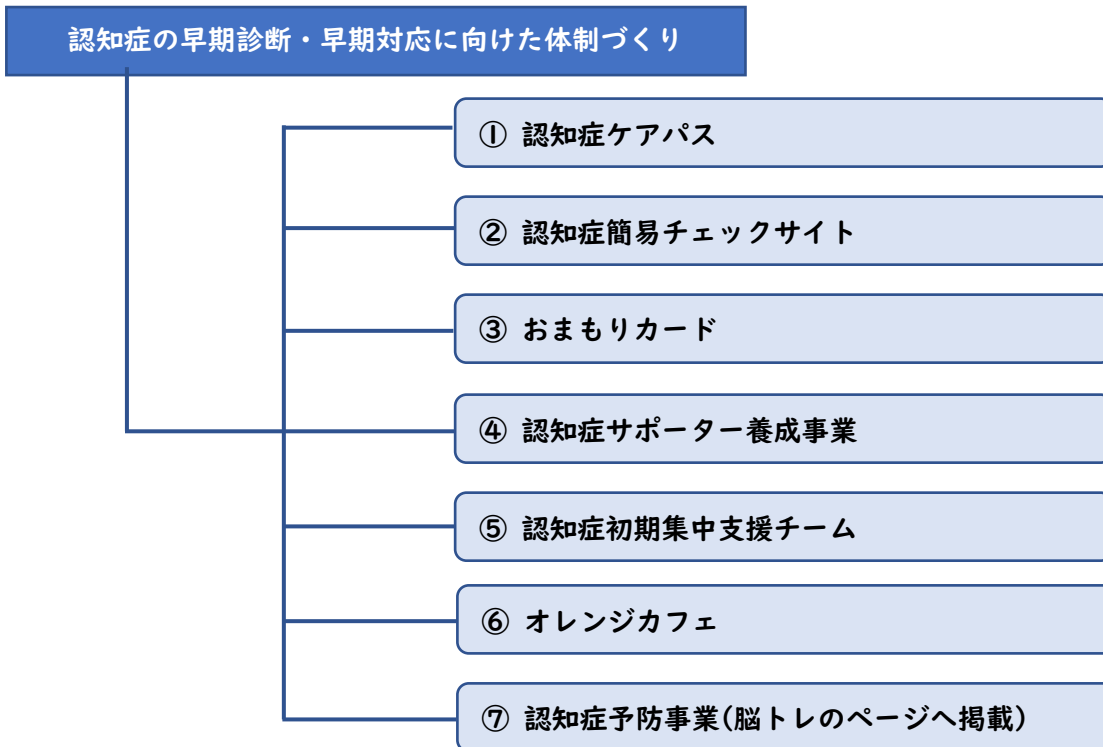 認知症の早期診断・早期対応に向けた体制づくり
① 認知症ケアパス
② 認知症簡易チェックサイト
③ おまもりカード
④ 認知症サポーター養成事業
⑤ 認知症初期集中支援チーム
⑥ オレンジカフェ
⑦ 認知症予防事業(脳トレのページへ掲載)